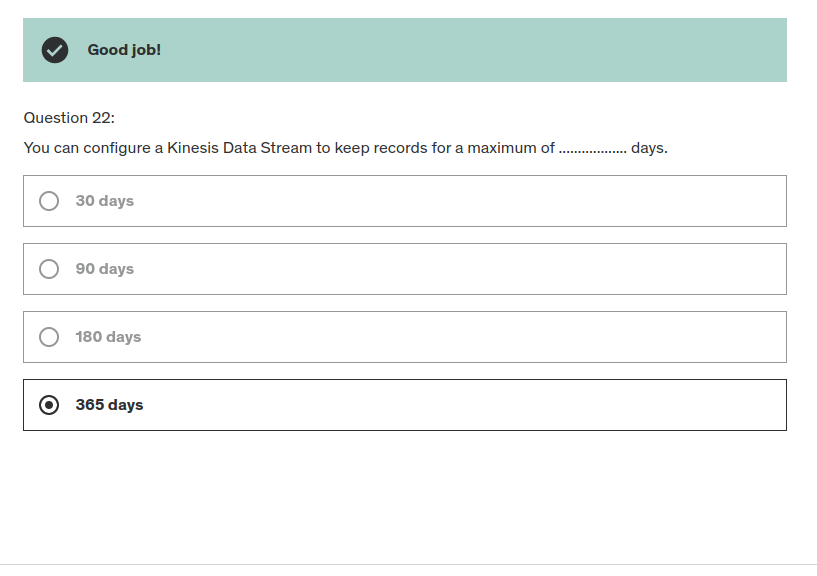 Good job!
Question 22:
You can configure a Kinesis Data Stream to keep records for a maximum of .................. days.
30 days
90 days
180 days
365 days